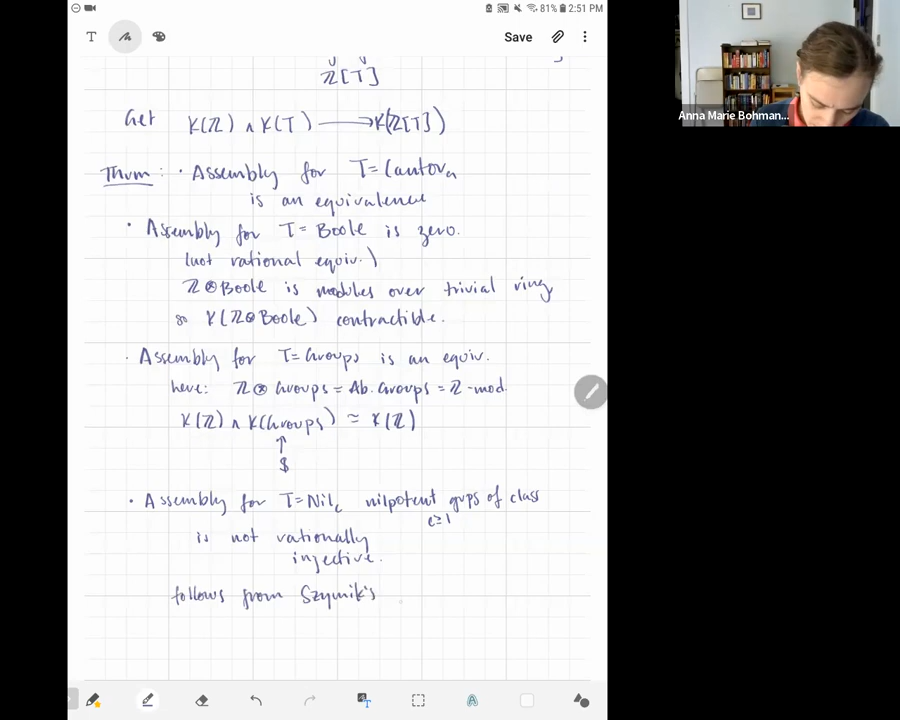 81% 2:51 PM
T Save
Z[T]
Get K(Z) ∧ K(T) ⟶ K(Z[T])
Thm: · Assembly for T = Cantor_a
is an equivalence
· Assembly for T = Boole is zero.
(not rational equiv.)
Z⊗Boole is modules over trivial ring,
so K(Z⊗Boole) contractible.
· Assembly for T = Groups is an equiv.
here: Z⊗Groups = Ab. Groups = Z-mod.
K(Z) ∧ K(Groups) ≃ K(Z)
↑
$
· Assembly for T = Nil_c nilpotent gups of class
c≥1
is not rationally
injective.
follows from Szymik's
Anna Marie Bohman...